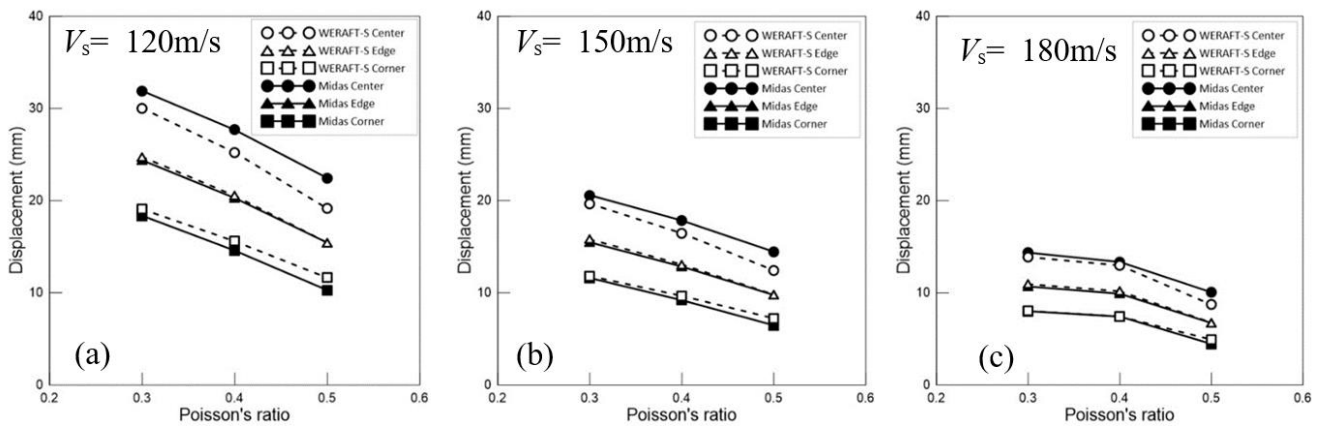 40
30
20
10
0
Displacement (mm)
Vs= 120m/s
WERAFT-S Center
WERAFT-S Edge
WERAFT-S Corner
Midas Center
Midas Edge
Midas Corner
(a)
0.2 0.3 0.4 0.5 0.6
Poisson's ratio
40
30
20
10
0
Displacement (mm)
Vs= 150m/s
WERAFT-S Center
WERAFT-S Edge
WERAFT-S Corner
Midas Center
Midas Edge
Midas Corner
(b)
0.2 0.3 0.4 0.5 0.6
Poisson's ratio
40
30
20
10
0
Displacement (mm)
Vs= 180m/s
WERAFT-S Center
WERAFT-S Edge
WERAFT-S Corner
Midas Center
Midas Edge
Midas Corner
(c)
0.2 0.3 0.4 0.5 0.6
Poisson's ratio